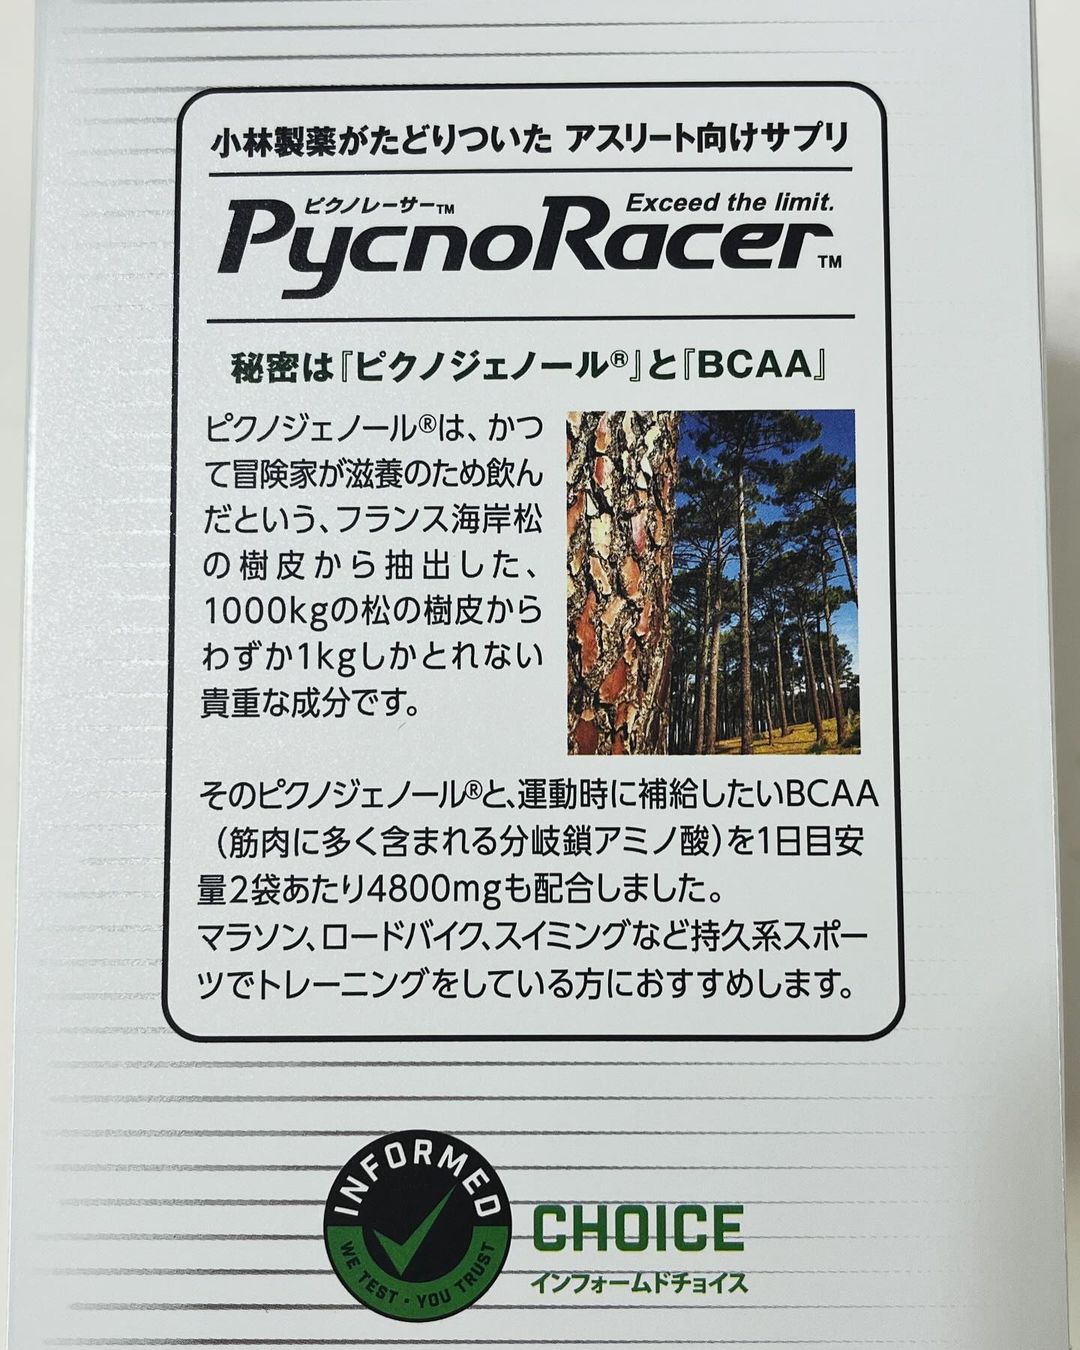 小林製薬がたどりついた アスリート向けサプリ
ピクノレーサー™
Exceed the limit.
PycnoRacer™
秘密は『ピクノジェノール®』と『BCAA』
ピクノジェノール®は、かつ
て冒険家が滋養のため飲ん
だという、フランス海岸松
の樹皮から抽出した、
1000kgの松の樹皮から
わずか1kgしかとれない
貴重な成分です。
そのピクノジェノール®と、運動時に補給したいBCAA
（筋肉に多く含まれる分岐鎖アミノ酸）を1日目安
量2袋あたり4800mgも配合しました。
マラソン、ロードバイク、スイミングなど持久系スポー
ツでトレーニングをしている方におすすめします。
INFORMED
WE TEST · YOU TRUST
CHOICE
インフォームドチョイス